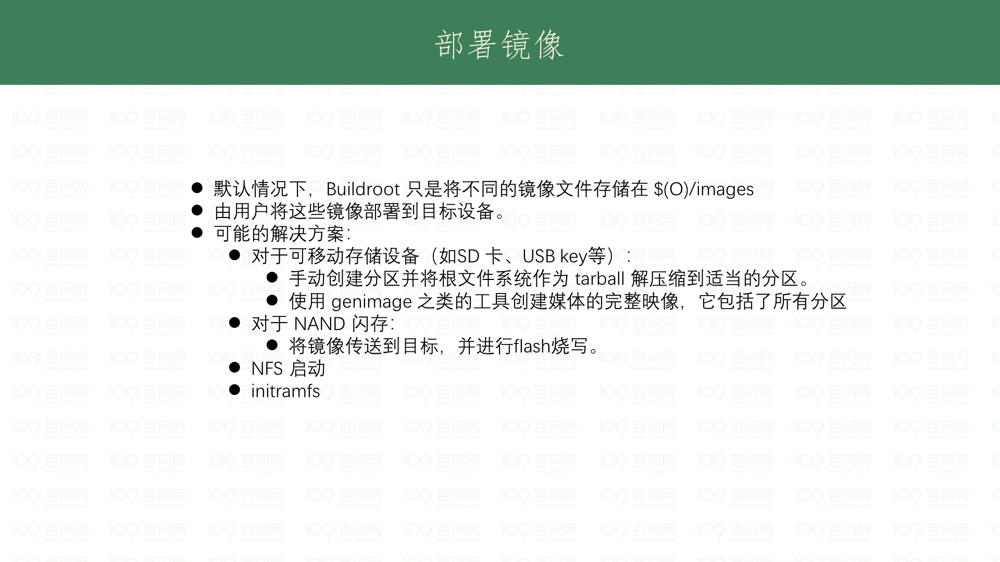 部署镜像
默认情况下，Buildroot 只是将不同的镜像文件存储在 $(O)/images
由用户将这些镜像部署到目标设备。
可能的解决方案：
对于可移动存储设备（如SD 卡、USB key等）：
手动创建分区并将根文件系统作为 tarball 解压缩到适当的分区。
使用 genimage 之类的工具创建媒体的完整映像，它包括了所有分区
对于 NAND 闪存：
将镜像传送到目标，并进行flash烧写。
NFS 启动
initramfs